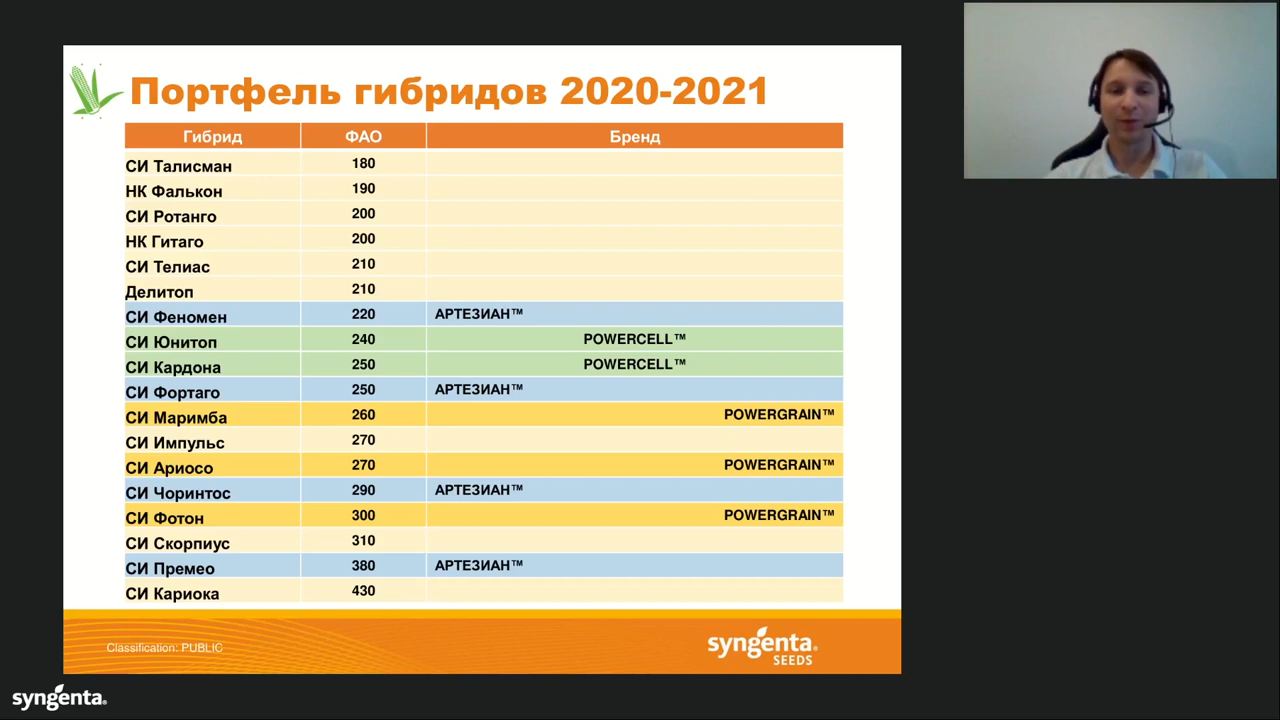 Портфель гибридов 2020-2021
Гибрид ФАО Бренд
СИ Талисман 180
НК Фалькон 190
СИ Ротанго 200
НК Гитаго 200
СИ Телиас 210
Делитоп 210
СИ Феномен 220 АРТЕЗИАН™
СИ Юнитоп 240 POWERCELL™
СИ Кардона 250 POWERCELL™
СИ Фортаго 250 АРТЕЗИАН™
СИ Маримба 260 POWERGRAIN™
СИ Импульс 270
СИ Ариосо 270 POWERGRAIN™
СИ Чоринтос 290 АРТЕЗИАН™
СИ Фотон 300 POWERGRAIN™
СИ Скорпиус 310
СИ Премео 380 АРТЕЗИАН™
СИ Кариока 430
Classification: PUBLIC
syngenta®
SEEDS
syngenta®